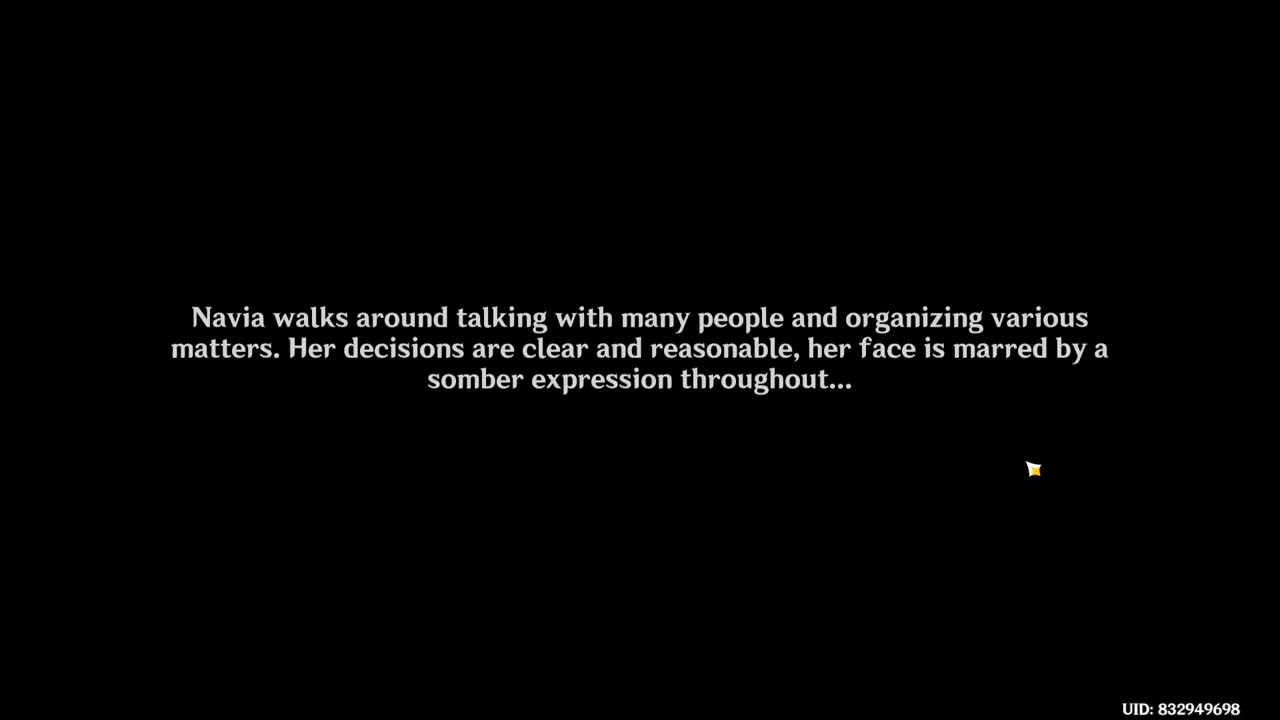 Navia walks around talking with many people and organizing various
matters. Her decisions are clear and reasonable, her face is marred by a
somber expression throughout...
UID: 832949698